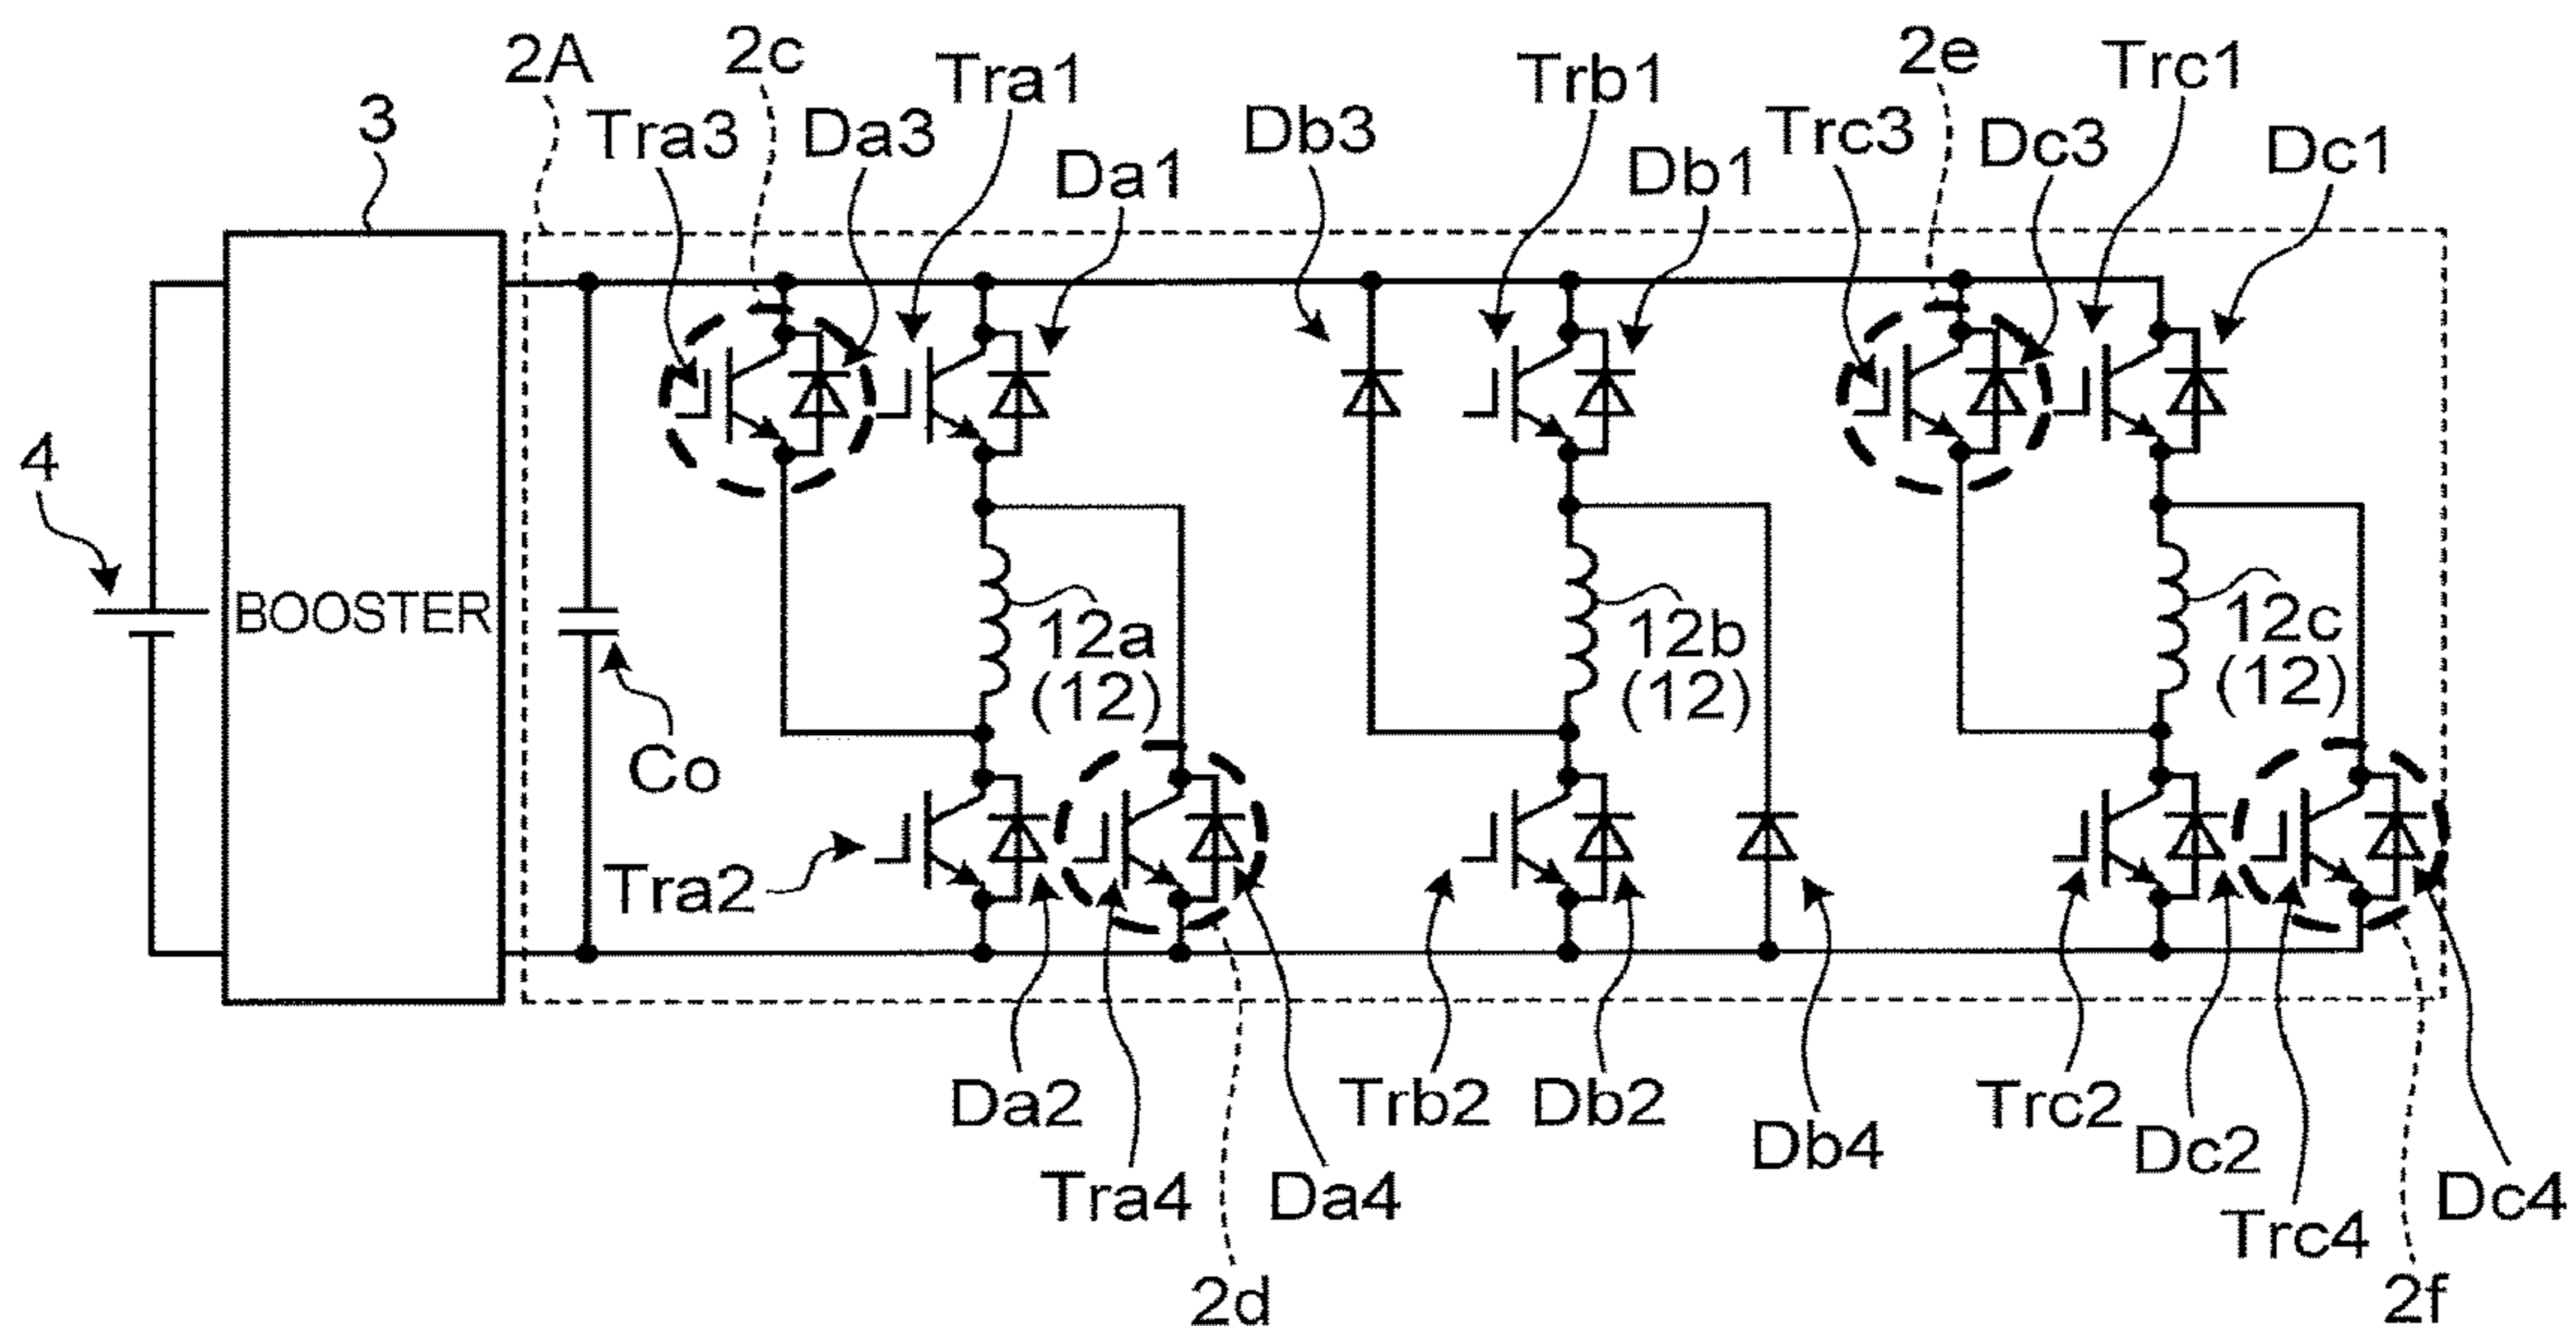 2A
2c
Tra1
2e
Trc1
3
Tra3
Da3
Db3
Trb1
Trc3
Dc3
Da1
Db1
Dc1
4
BOOSTER
12a
(12)
12b
(12)
12c
(12)
Co
Tra2
Da2
Trb2
Db2
Trc2
Db4
Dc2
Tra4
Da4
Dc4
Trc4
2d
2f